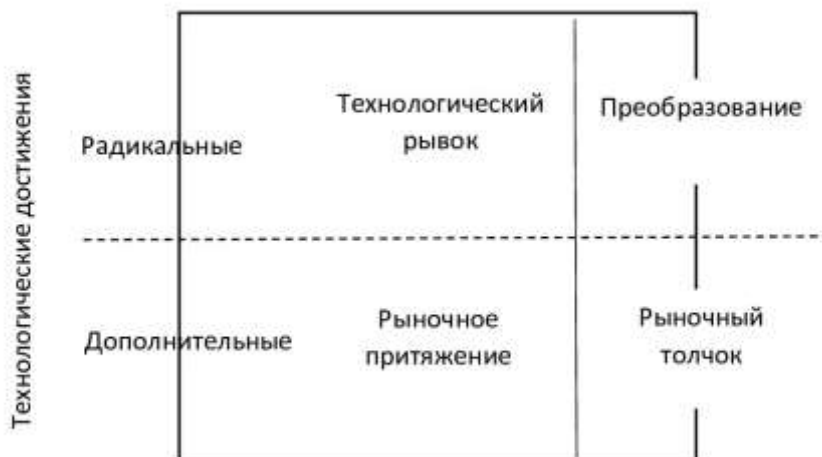 Технологические достижения
Технологический
рывок
Преобразование
Радикальные
Дополнительные
Рыночное
притяжение
Рыночный
толчок